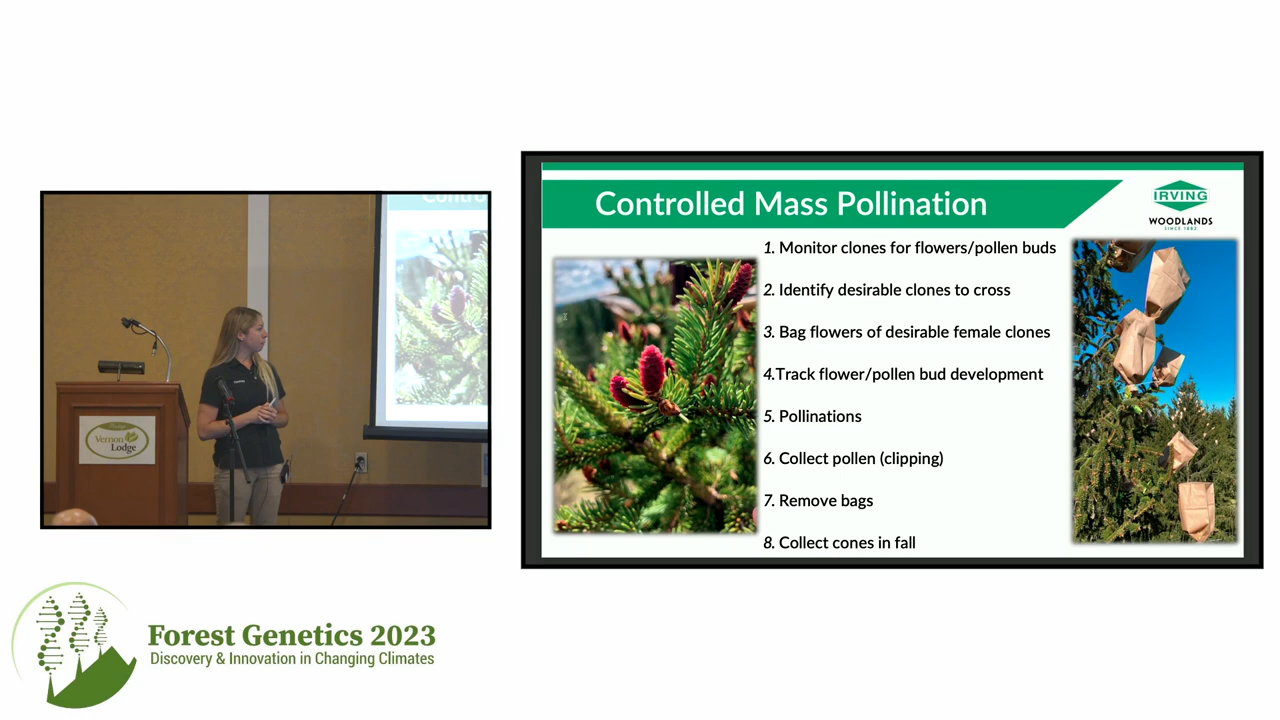 Contro
Vernon
Lodge
Controlled Mass Pollination
IRVING
WOODLANDS
SINCE 1882
1. Monitor clones for flowers/pollen buds
2. Identify desirable clones to cross
3. Bag flowers of desirable female clones
4.Track flower/pollen bud development
5. Pollinations
6. Collect pollen (clipping)
7. Remove bags
8. Collect cones in fall
Forest Genetics 2023
Discovery & Innovation in Changing Climates